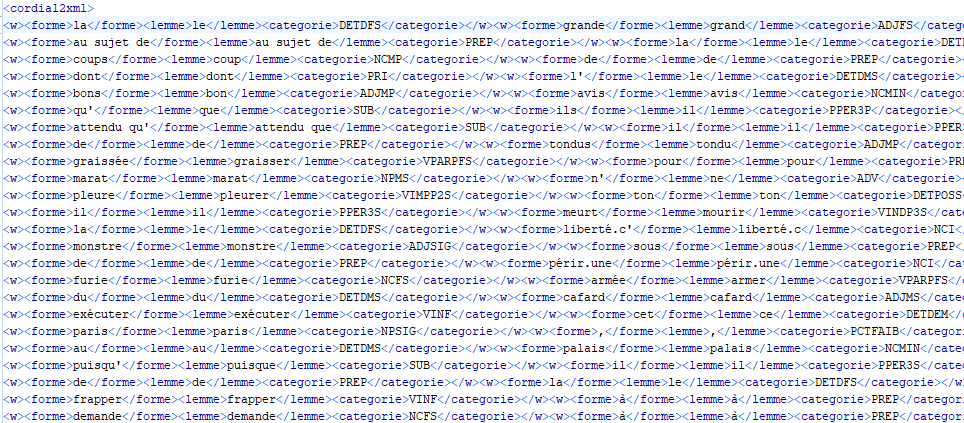 <cordial2xml>
<w><forme>la</forme><lemme>le</lemme><categorie>DETDFS</categorie></w><w><forme>grande</forme><lemme>grand</lemme><categorie>ADJFS</categ
<w><forme>au sujet de</forme><lemme>au sujet de</lemme><categorie>PREP</categorie></w><w><forme>la</forme><lemme>le</lemme><categorie>DET
<w><forme>coups</forme><lemme>coup</lemme><categorie>NCMP</categorie></w><w><forme>de</forme><lemme>de</lemme><categorie>PREP</categorie>
<w><forme>dont</forme><lemme>dont</lemme><categorie>PRI</categorie></w><w><forme>l'</forme><lemme>le</lemme><categorie>DETDMS</categorie>
<w><forme>bons</forme><lemme>bon</lemme><categorie>ADJMP</categorie></w><w><forme>avis</forme><lemme>avis</lemme><categorie>NCMIN</catego
<w><forme>qu'</forme><lemme>que</lemme><categorie>SUB</categorie></w><w><forme>ils</forme><lemme>il</lemme><categorie>PPER3P</categorie><
<w><forme>attendu qu'</forme><lemme>attendu que</lemme><categorie>SUB</categorie></w><w><forme>il</forme><lemme>il</lemme><categorie>PPER
<w><forme>de</forme><lemme>de</lemme><categorie>PREP</categorie></w><w><forme>tondus</forme><lemme>tondu</lemme><categorie>ADJMP</categor
<w><forme>graissée</forme><lemme>graisser</lemme><categorie>VPARPFS</categorie></w><w><forme>pour</forme><lemme>pour</lemme><categorie>PR
<w><forme>marat</forme><lemme>marat</lemme><categorie>NPMS</categorie></w><w><forme>n'</forme><lemme>ne</lemme><categorie>ADV</categorie>
<w><forme>pleure</forme><lemme>pleurer</lemme><categorie>VIMPP2S</categorie></w><w><forme>ton</forme><lemme>ton</lemme><categorie>DETPOSS
<w><forme>il</forme><lemme>il</lemme><categorie>PPER3S</categorie></w><w><forme>meurt</forme><lemme>mourir</lemme><categorie>VINDP3S</cate
<w><forme>la</forme><lemme>le</lemme><categorie>DETDFS</categorie></w><w><forme>liberté.c'</forme><lemme>liberté.c</lemme><categorie>NCI
<w><forme>monstre</forme><lemme>monstre</lemme><categorie>ADJSIG</categorie></w><w><forme>sous</forme><lemme>sous</lemme><categorie>PREP<
<w><forme>de</forme><lemme>de</lemme><categorie>PREP</categorie></w><w><forme>périr.une</forme><lemme>périr.une</lemme><categorie>NCI</cat
<w><forme>furie</forme><lemme>furie</lemme><categorie>NCFS</categorie></w><w><forme>armée</forme><lemme>armer</lemme><categorie>VPARPFS</c
<w><forme>du</forme><lemme>du</lemme><categorie>DETDMS</categorie></w><w><forme>cafard</forme><lemme>cafard</lemme><categorie>ADJMS</categ
<w><forme>exécuter</forme><lemme>exécuter</lemme><categorie>VINF</categorie></w><w><forme>cet</forme><lemme>ce</lemme><categorie>DETDEM</c
<w><forme>paris</forme><lemme>paris</lemme><categorie>NPSIG</categorie></w><w><forme>,</forme><lemme>,</lemme><categorie>PCTFAIB</categori
<w><forme>au</forme><lemme>au</lemme><categorie>DETDMS</categorie></w><w><forme>palais</forme><lemme>palais</lemme><categorie>NCMIN</categ
<w><forme>puisqu'</forme><lemme>puisque</lemme><categorie>SUB</categorie></w><w><forme>il</forme><lemme>il</lemme><categorie>PPER3S</categ
<w><forme>de</forme><lemme>de</lemme><categorie>PREP</categorie></w><w><forme>la</forme><lemme>le</lemme><categorie>DETDFS</categorie></w>
<w><forme>frapper</forme><lemme>frapper</lemme><categorie>VINF</categorie></w><w><forme>à</forme><lemme>à</lemme><categorie>PREP</categori
<w><forme>demande</forme><lemme>demande</lemme><categorie>NCFS</categorie></w><w><forme>à</forme><lemme>à</lemme><categorie>PREP</categori